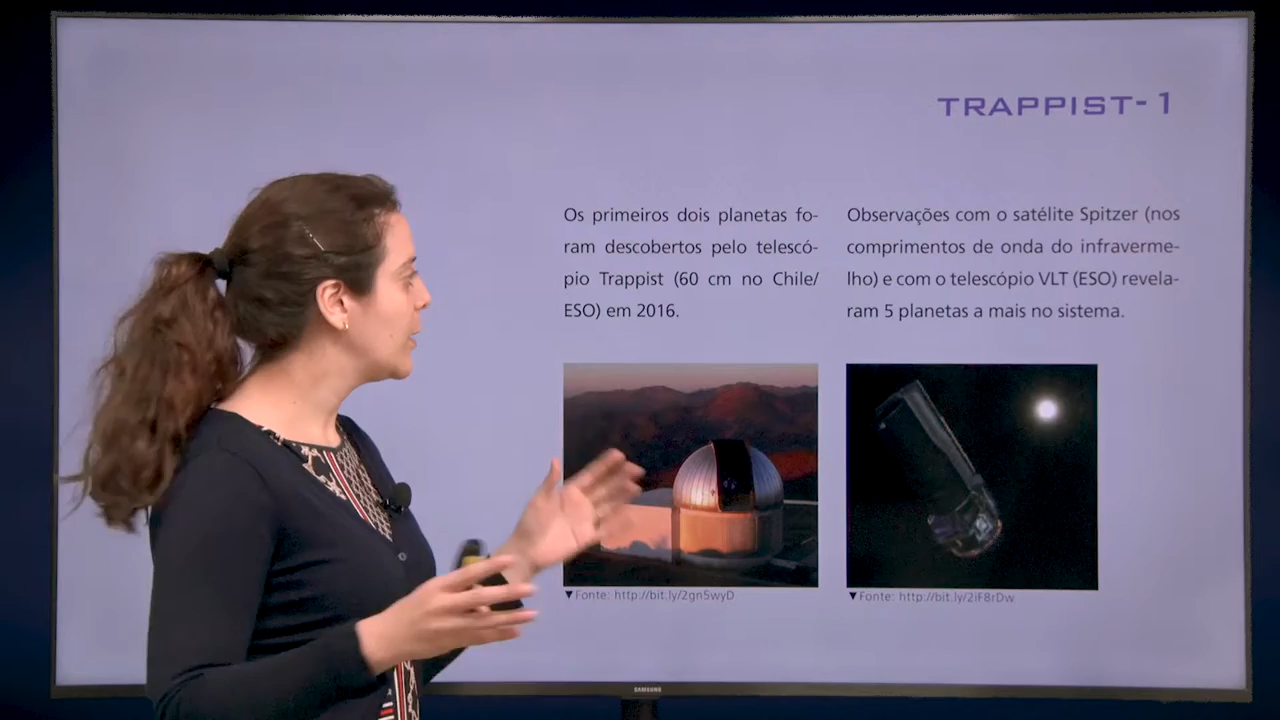 TRAPPIST-1
Os primeiros dois planetas fo-
ram descobertos pelo telescó-
pio Trappist (60 cm no Chile/
ESO) em 2016.
Observações com o satélite Spitzer (nos
comprimentos de onda do infraverme-
lho) e com o telescópio VLT (ESO) revela-
ram 5 planetas a mais no sistema.
▼Fonte: http://bit.ly/2gn5wyD
▼Fonte: http://bit.ly/2iF8rDw
SAMSUNG